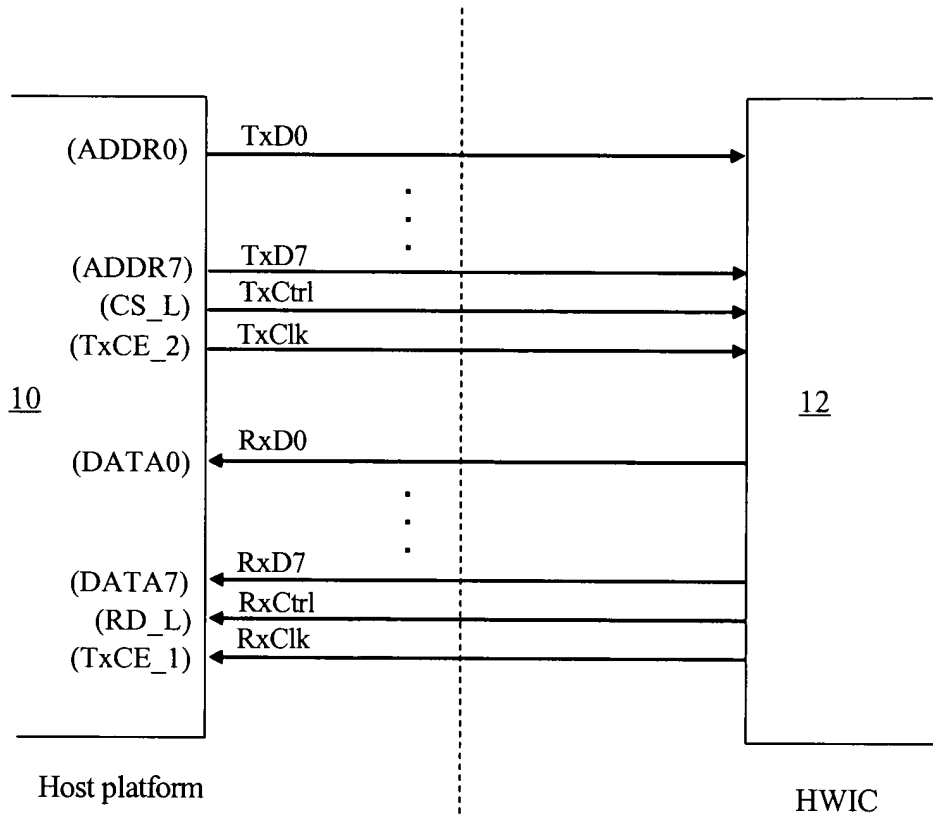 (ADDR0) TxD0
(ADDR7) TxD7
(CS_L) TxCtrl
(TxCE_2) TxClk
10
12
(DATA0) RxD0
(DATA7) RxD7
(RD_L) RxCtrl
(TxCE_1) RxClk
Host platform
HWIC